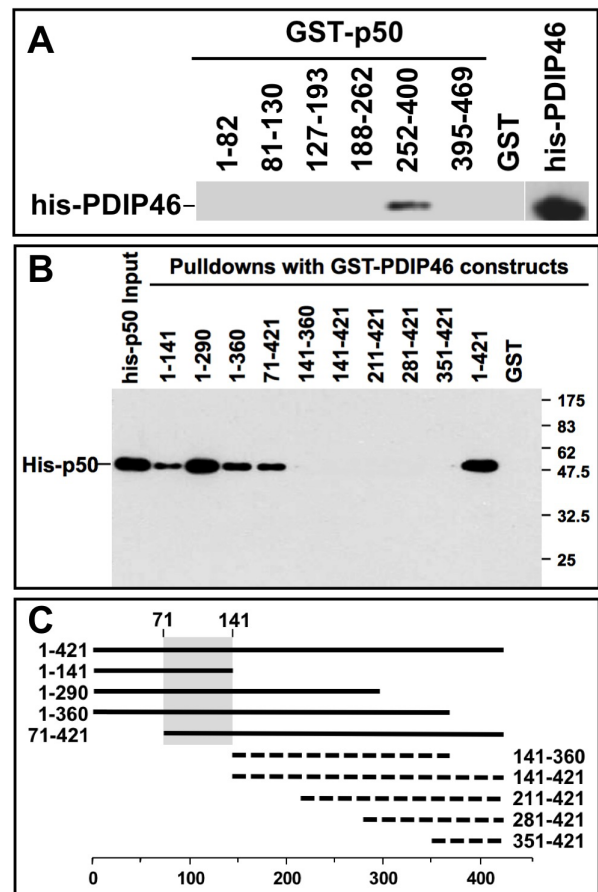 A
GST-p50
1-82
81-130
127-193
188-262
252-400
395-469
GST
his-PDIP46
his-PDIP46
B
Pulldowns with GST-PDIP46 constructs
his-p50 Input
1-141
1-290
1-360
71-421
141-360
141-421
211-421
281-421
351-421
1-421
GST
His-p50
175
83
62
47.5
32.5
25
C
71 141
1-421
1-141
1-290
1-360
71-421
141-360
141-421
211-421
281-421
351-421
0 100 200 300 400